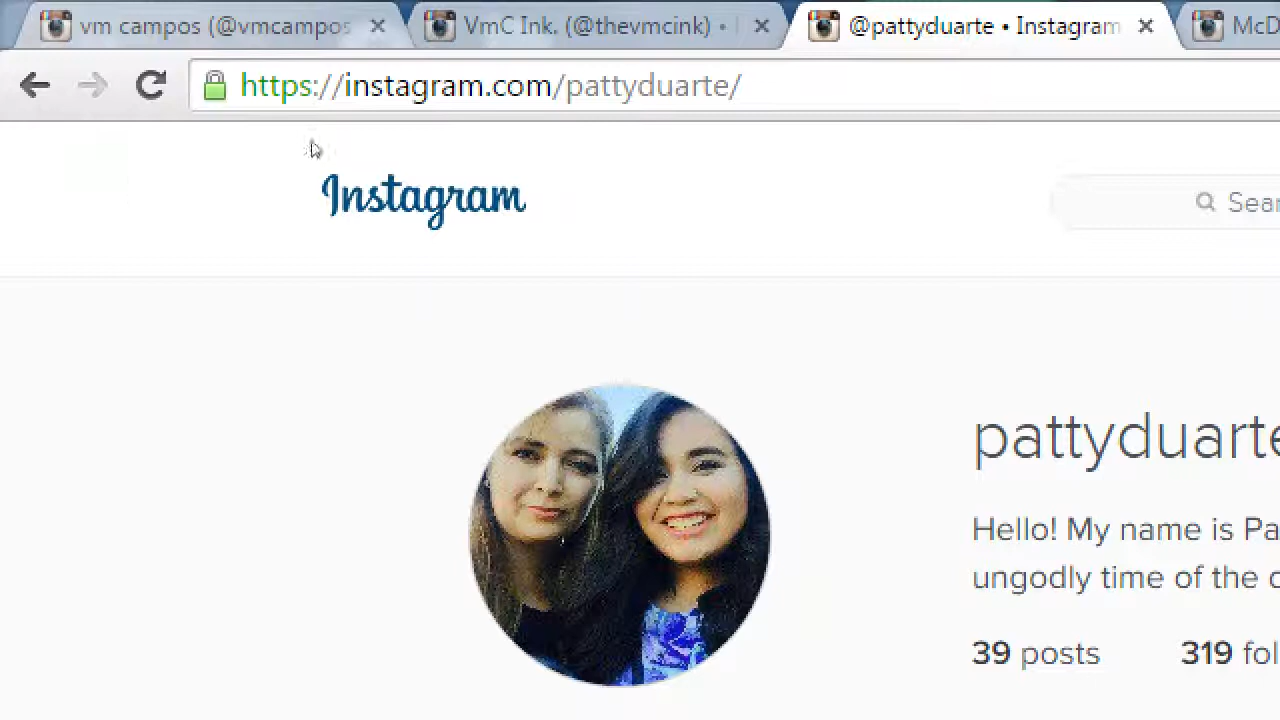 vm campos (@vmcampos
VmC Ink. (@thevmcink) •
@pattyduarte • Instagram
McD
https://instagram.com/pattyduarte/
Instagram
Sear
pattyduarte
Hello! My name is Pa
ungodly time of the
39 posts 319 fol